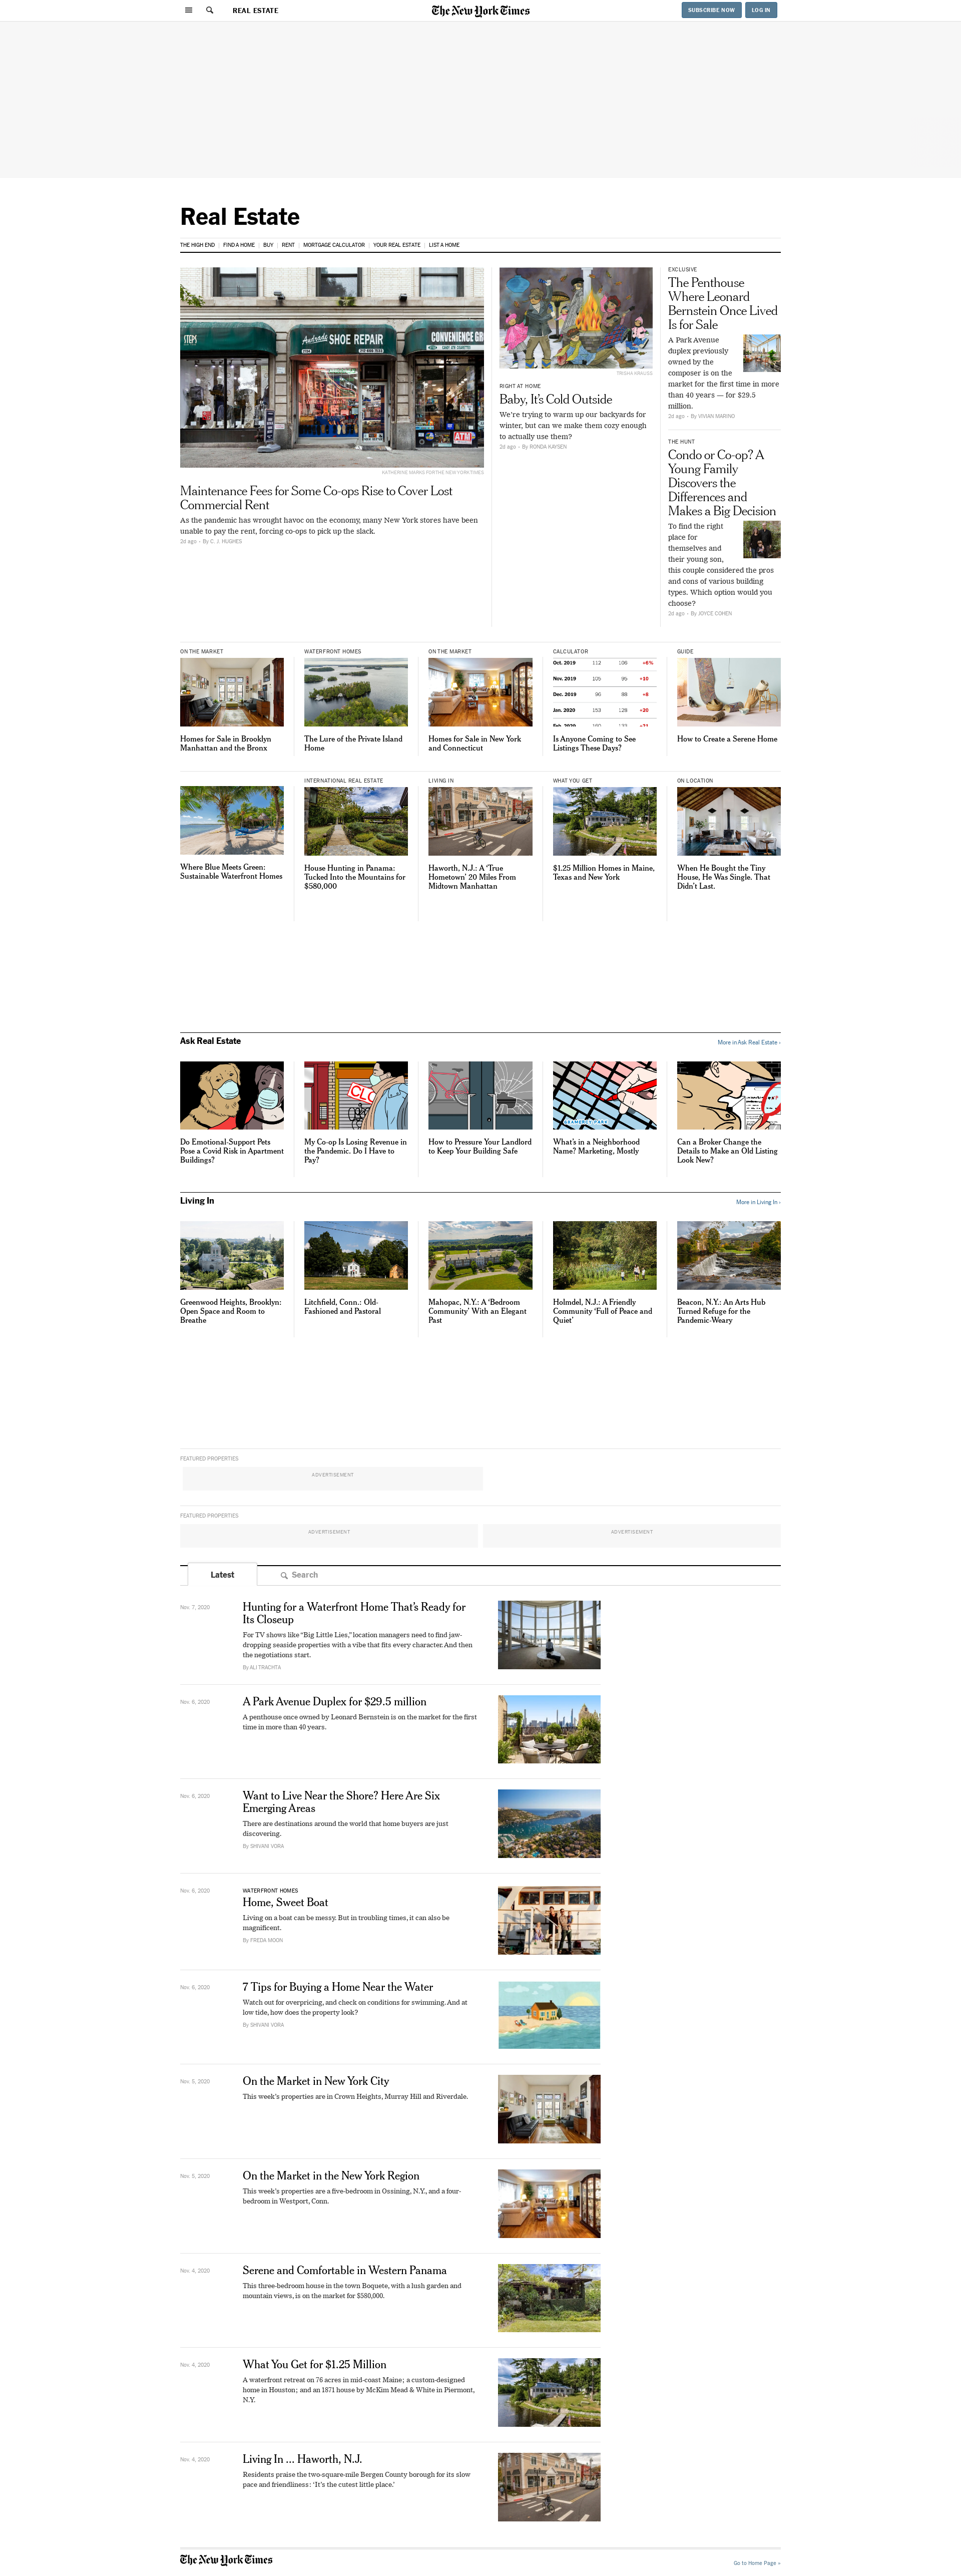 REAL ESTATE
The New York Times
SUBSCRIBE NOW
LOG IN
Real Estate
THE HIGH END
FIND A HOME
BUY
RENT
MORTGAGE CALCULATOR
YOUR REAL ESTATE
LIST A HOME
STEPS
Andrade SHOE REPAIR
CONVENIENCE GR
ATM
KATHERINE MARKS FOR THE NEW YORK TIMES
Maintenance Fees for Some Co-ops Rise to Cover Lost
Commercial Rent
As the pandemic has wrought havoc on the economy, many New York stores have been
unable to pay the rent, forcing co-ops to pick up the slack.
2d ago - By C. J. HUGHES
TRISHA KRAUSS
RIGHT AT HOME
Baby, It's Cold Outside
We're trying to warm up our backyards for
winter, but can we make them cozy enough
to actually use them?
2d ago - By RONDA KAYSEN
EXCLUSIVE
The Penthouse
Where Leonard
Bernstein Once Lived
Is for Sale
A Park Avenue
duplex previously
owned by the
composer is on the
market for the first time in more
than 40 years — for $29.5
million.
2d ago - By VIVIAN MARINO
THE HUNT
Condo or Co-op? A
Young Family
Discovers the
Differences and
Makes a Big Decision
To find the right
place for
themselves and
their young son,
this couple considered the pros
and cons of various building
types. Which option would you
choose?
2d ago - By JOYCE COHEN
ON THE MARKET
Homes for Sale in Brooklyn
Manhattan and the Bronx
WATERFRONT HOMES
The Lure of the Private Island
Home
ON THE MARKET
Homes for Sale in New York
and Connecticut
CALCULATOR
Oct. 2019 112 106 +6%
Nov. 2019 105 95 +10
Dec. 2019 96 88 +8
Jan. 2020 153 128 +20
Is Anyone Coming to See
Listings These Days?
GUIDE
How to Create a Serene Home
Where Blue Meets Green:
Sustainable Waterfront Homes
INTERNATIONAL REAL ESTATE
House Hunting in Panama:
Tucked Into the Mountains for
$580,000
LIVING IN
Haworth, N.J.: A 'True
Hometown' 20 Miles From
Midtown Manhattan
WHAT YOU GET
$1.25 Million Homes in Maine,
Texas and New York
ON LOCATION
When He Bought the Tiny
House, He Was Single. That
Didn't Last.
Ask Real Estate
More in Ask Real Estate »
Do Emotional-Support Pets
Pose a Covid Risk in Apartment
Buildings?
CLO
My Co-op Is Losing Revenue in
the Pandemic. Do I Have to
Pay?
How to Pressure Your Landlord
to Keep Your Building Safe
GRAMERCY PARK
What's in a Neighborhood
Name? Marketing, Mostly
Can a Broker Change the
Details to Make an Old Listing
Look New?
Living In
More in Living In »
Greenwood Heights, Brooklyn:
Open Space and Room to
Breathe
Litchfield, Conn.: Old-
Fashioned and Pastoral
Mahopac, N.Y.: A 'Bedroom
Community' With an Elegant
Past
Holmdel, N.J.: A Friendly
Community 'Full of Peace and
Quiet'
Beacon, N.Y.: An Arts Hub
Turned Refuge for the
Pandemic-Weary
FEATURED PROPERTIES
ADVERTISEMENT
FEATURED PROPERTIES
ADVERTISEMENT
ADVERTISEMENT
Latest
Search
Nov. 7, 2020
Hunting for a Waterfront Home That's Ready for
Its Closeup
For TV shows like "Big Little Lies," location managers need to find jaw-
dropping seaside properties with a vibe that fits every character. And then
the negotiations start.
By ALI TRACHTA
Nov. 6, 2020
A Park Avenue Duplex for $29.5 million
A penthouse once owned by Leonard Bernstein is on the market for the first
time in more than 40 years.
Nov. 6, 2020
Want to Live Near the Shore? Here Are Six
Emerging Areas
There are destinations around the world that home buyers are just
discovering.
By SHIVANI VORA
Nov. 6, 2020
WATERFRONT HOMES
Home, Sweet Boat
Living on a boat can be messy. But in troubling times, it can also be
magnificent.
By FREDA MOON
Nov. 6, 2020
7 Tips for Buying a Home Near the Water
Watch out for overpricing, and check on conditions for swimming. And at
low tide, how does the property look?
By SHIVANI VORA
Nov. 5, 2020
On the Market in New York City
This week's properties are in Crown Heights, Murray Hill and Riverdale.
Nov. 5, 2020
On the Market in the New York Region
This week's properties are a five-bedroom in Ossining, N.Y., and a four-
bedroom in Westport, Conn.
Nov. 4, 2020
Serene and Comfortable in Western Panama
This three-bedroom house in the town Boquete, with a lush garden and
mountain views, is on the market for $580,000.
Nov. 4, 2020
What You Get for $1.25 Million
A waterfront retreat on 76 acres in mid-coast Maine; a custom-designed
home in Houston; and an 1871 house by McKim Mead & White in Piermont,
N.Y.
Nov. 4, 2020
Living In ... Haworth, N.J.
Residents praise the two-square-mile Bergen County borough for its slow
pace and friendliness: 'It's the cutest little place.'
The New York Times
Go to Home Page »